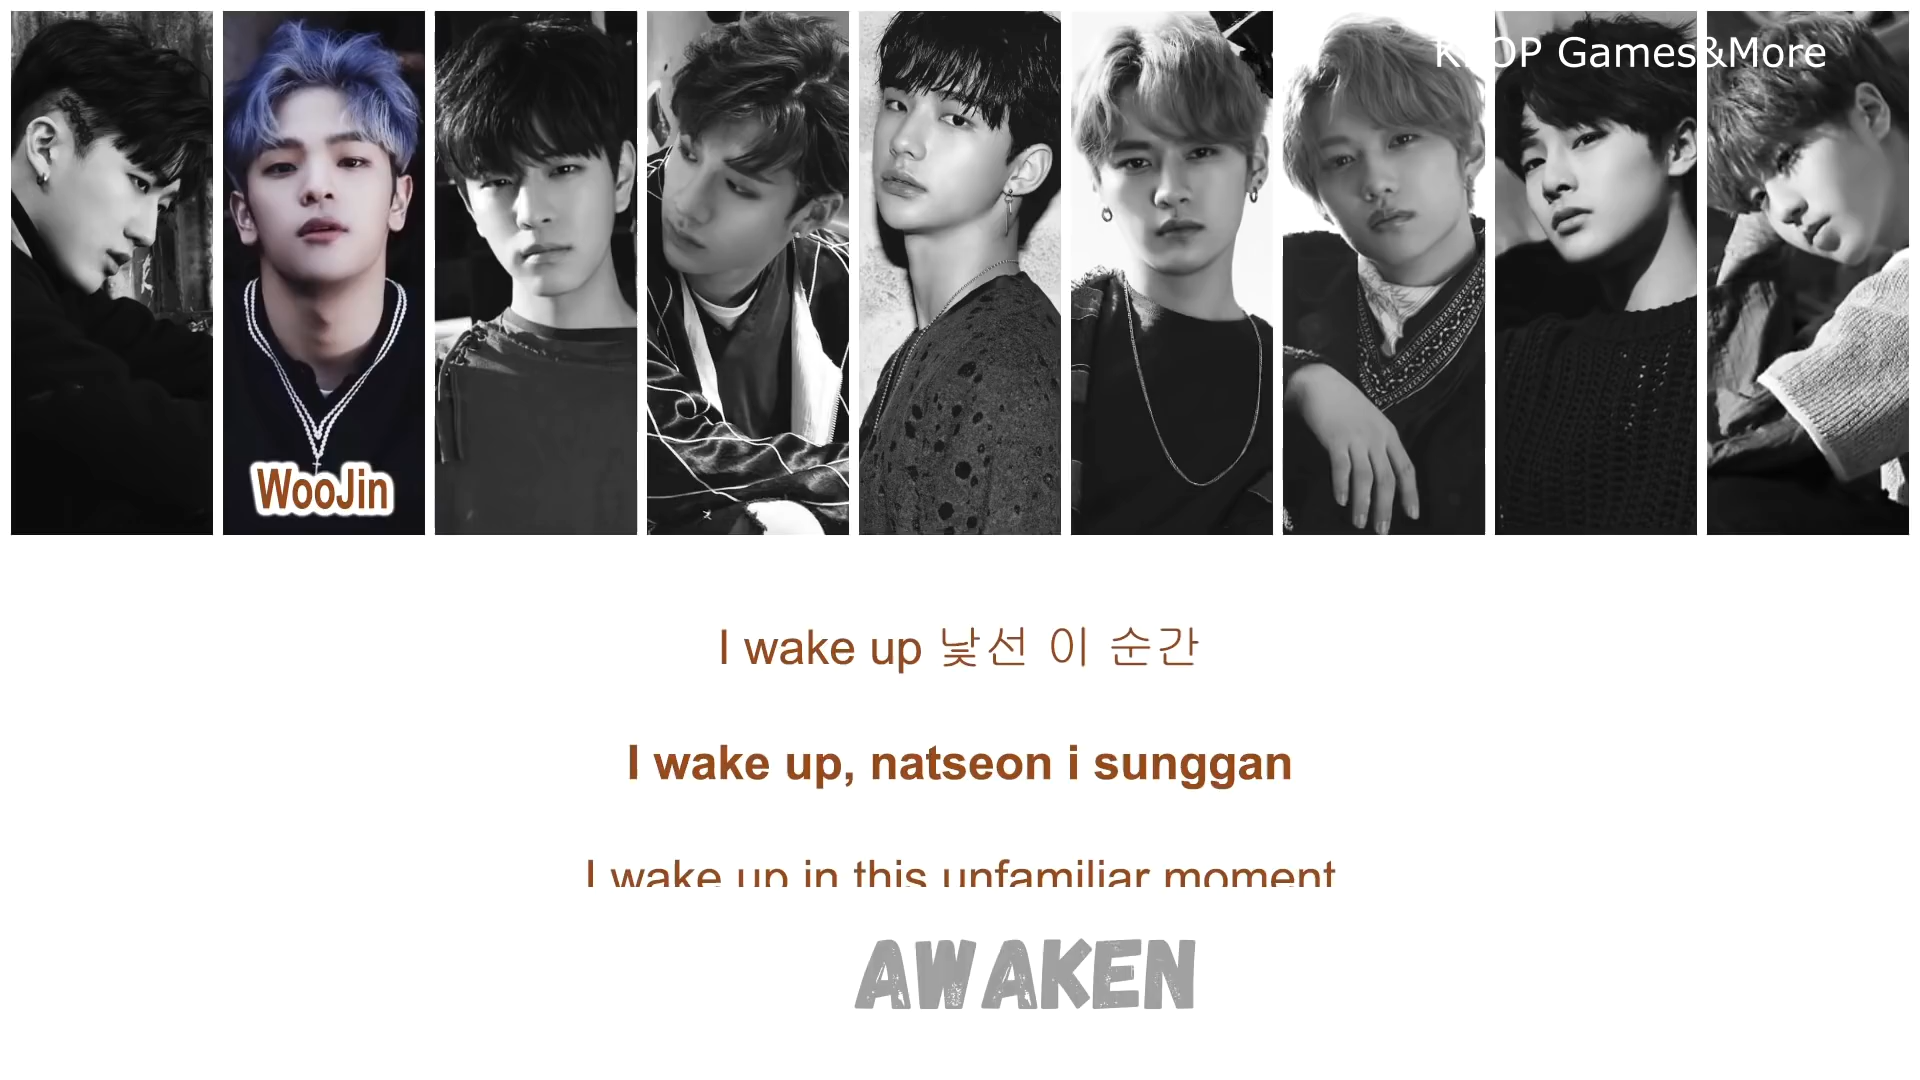 KPOP Games&More
WooJin
I wake up 낯선 이 순간
I wake up, natseon i sunggan
I wake up in this unfamiliar moment
AWAKEN